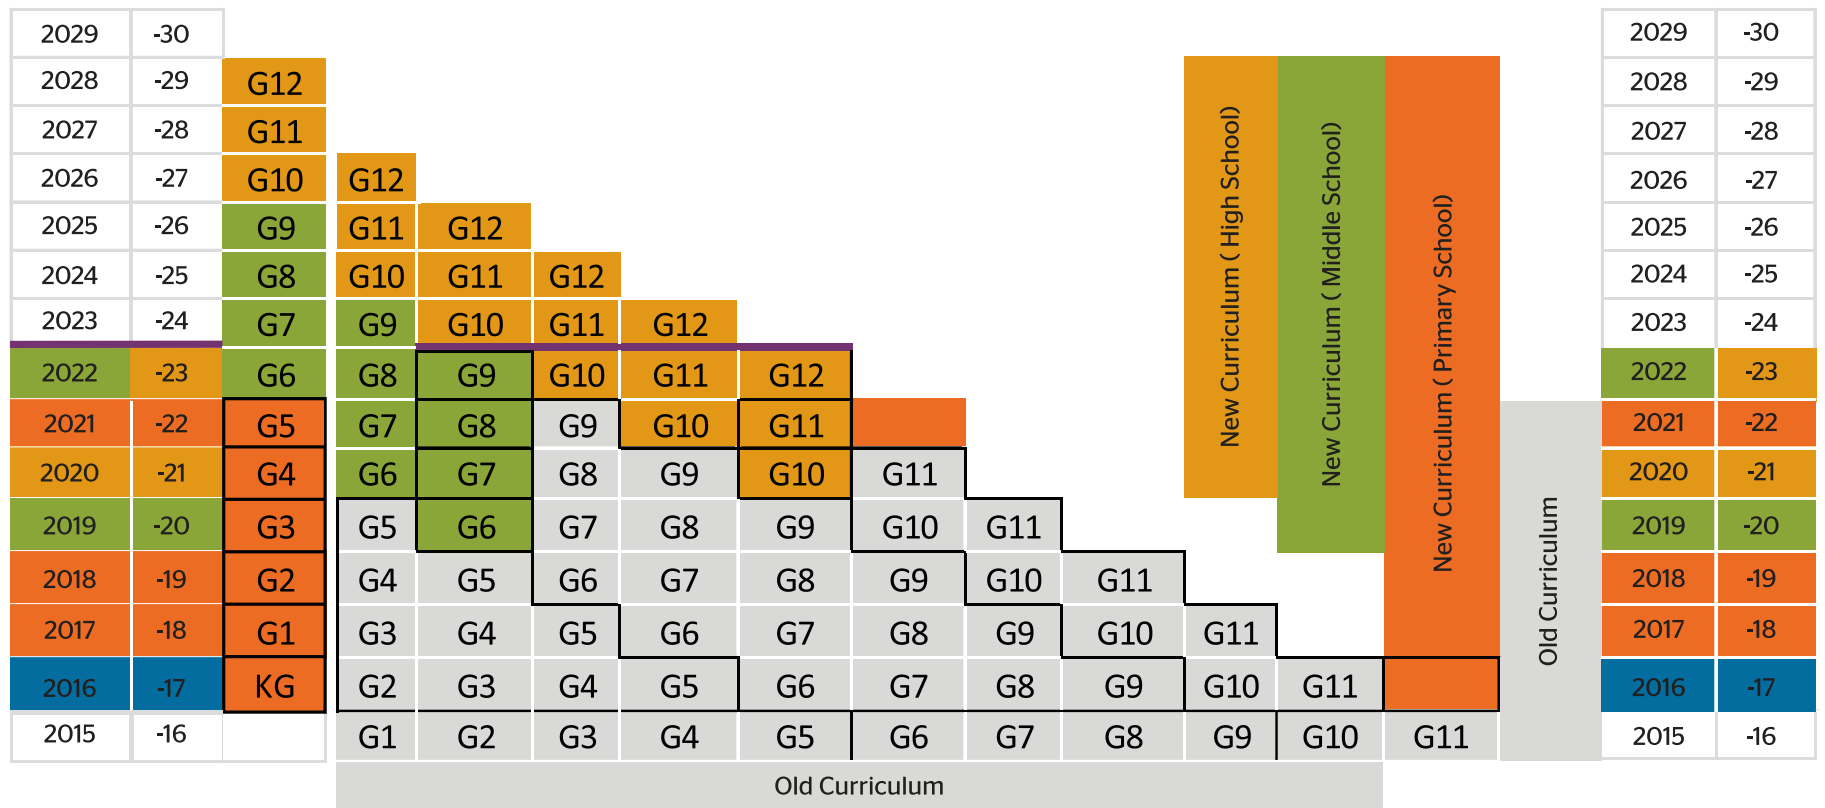 2029 -30 2029 -30
2028 -29 G12 2028 -29
2027 -28 G11 2027 -28
2026 -27 G10 G12 2026 -27
2025 -26 G9 G11 G12 2025 -26
2024 -25 G8 G10 G11 G12 2024 -25
2023 -24 G7 G9 G10 G11 G12 2023 -24
2022 -23 G6 G8 G9 G10 G11 G12 2022 -23
2021 -22 G5 G7 G8 G9 G10 G11 2021 -22
2020 -21 G4 G6 G7 G8 G9 G10 G11 2020 -21
2019 -20 G3 G5 G6 G7 G8 G9 G10 G11 2019 -20
2018 -19 G2 G4 G5 G6 G7 G8 G9 G10 G11 2018 -19
2017 -18 G1 G3 G4 G5 G6 G7 G8 G9 G10 G11 2017 -18
2016 -17 KG G2 G3 G4 G5 G6 G7 G8 G9 G10 G11 2016 -17
2015 -16 G1 G2 G3 G4 G5 G6 G7 G8 G9 G10 G11 2015 -16
New Curriculum ( High School)
New Curriculum ( Middle School)
New Curriculum ( Primary School)
Old Curriculum
Old Curriculum